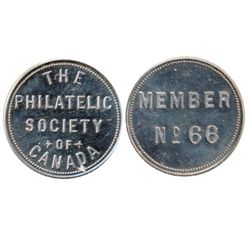 THE
PHILATELIC
SOCIETY
OF
CANADA
MEMBER
No 66